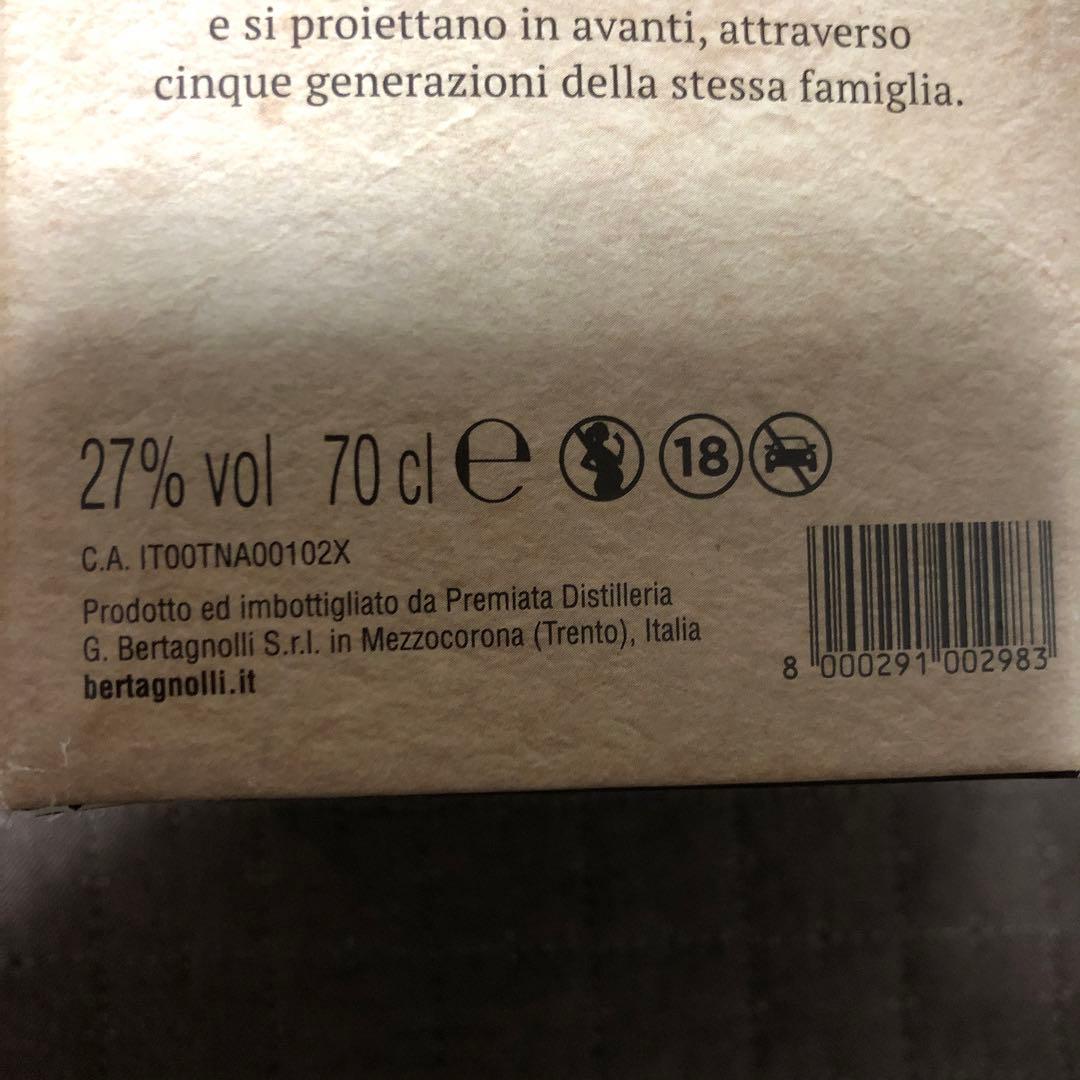 e si proiettano in avanti, attraverso
cinque generazioni della stessa famiglia.
27% vol 70 cl e 18
C.A. IT00TNA00102X
Prodotto ed imbottigliato da Premiata Distilleria
G. Bertagnolli S.r.l. in Mezzocorona (Trento), Italia
bertagnolli.it
8 000291 002983